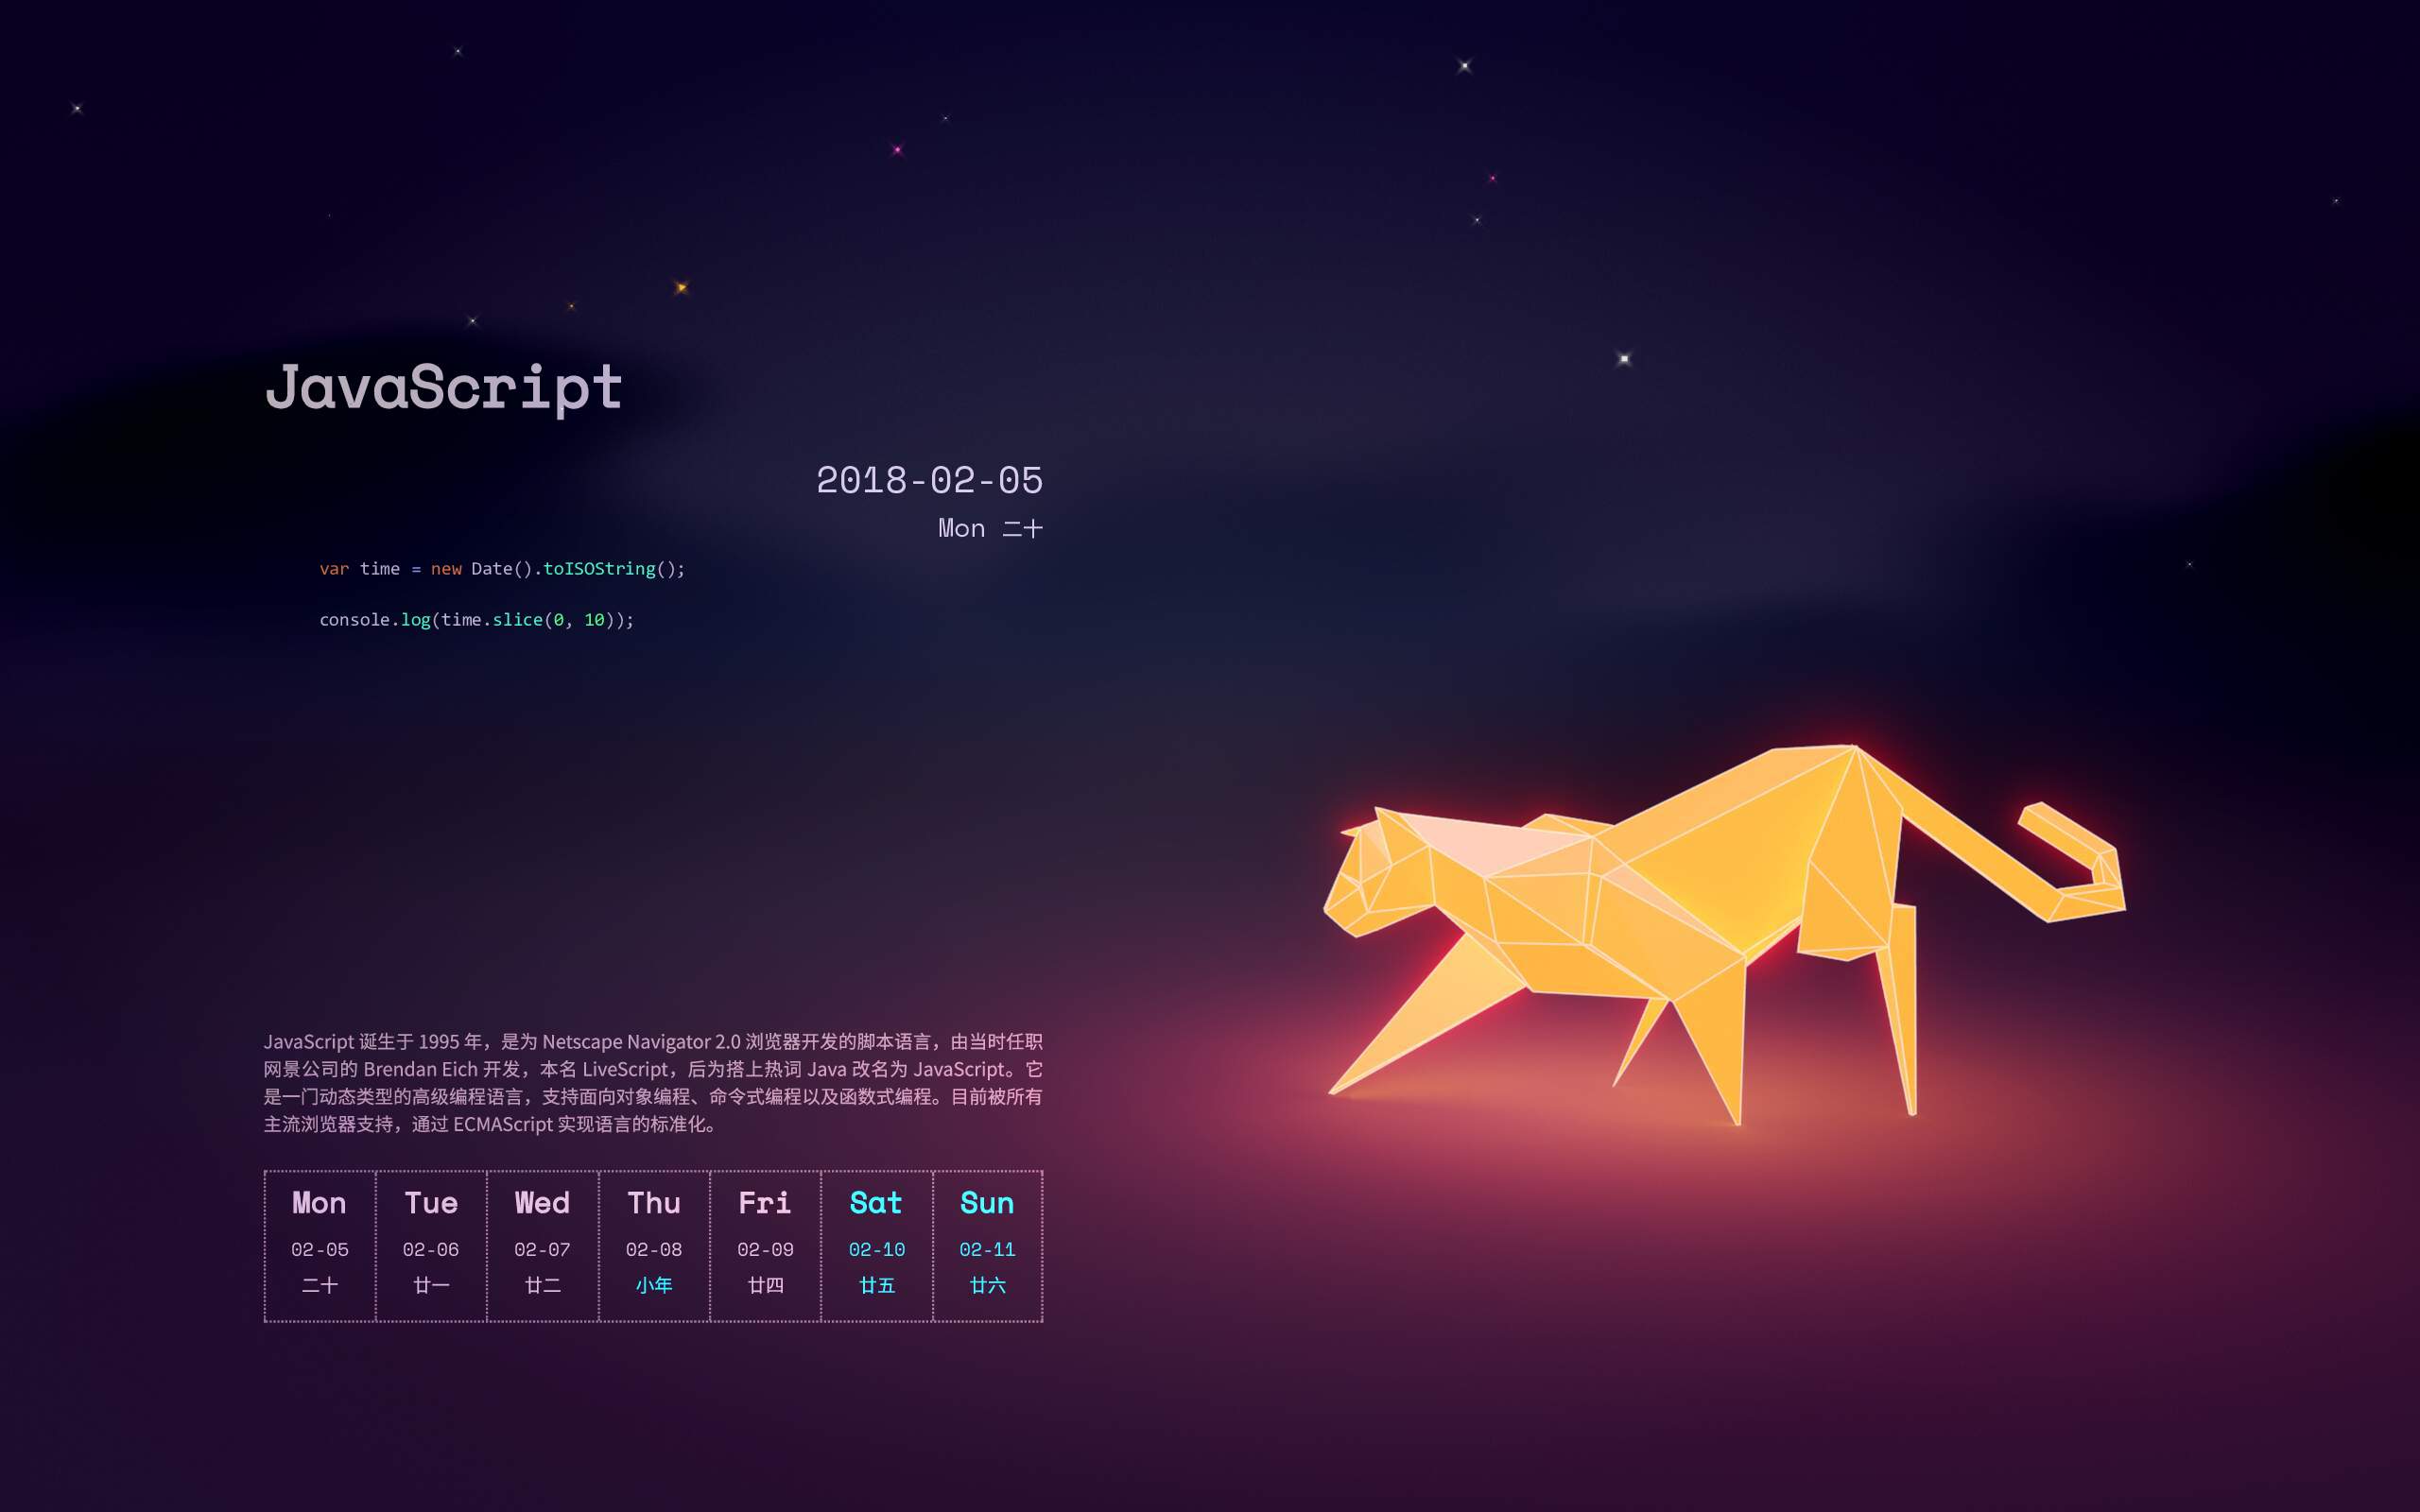 JavaScript
2018-02-05
Mon 二十
var time = new Date().toISOString();
console.log(time.slice(0, 10));
JavaScript 诞生于 1995 年，是为 Netscape Navigator 2.0 浏览器开发的脚本语言，由当时任职
网景公司的 Brendan Eich 开发，本名 LiveScript，后为搭上热词 Java 改名为 JavaScript。它
是一门动态类型的高级编程语言，支持面向对象编程、命令式编程以及函数式编程。目前被所有
主流浏览器支持，通过 ECMAScript 实现语言的标准化。
Mon Tue Wed Thu Fri Sat Sun
02-05 02-06 02-07 02-08 02-09 02-10 02-11
二十 廿一 廿二 小年 廿四 廿五 廿六